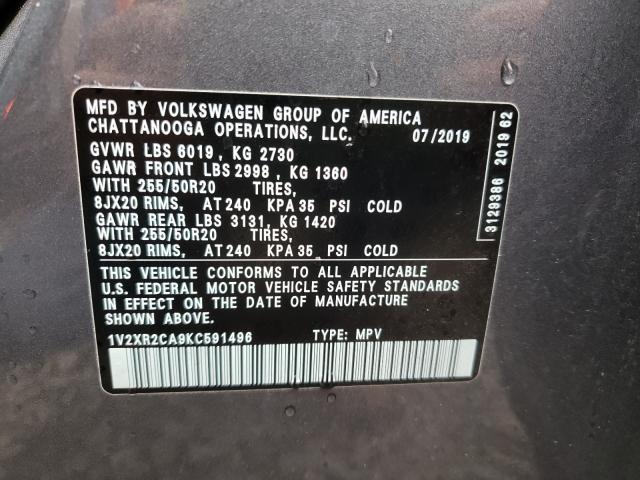 MFD BY VOLKSWAGEN GROUP OF AMERICA
CHATTANOOGA OPERATIONS, LLC. 07/2019
GVWR LBS 6019, KG 2730
GAWR FRONT LBS 2998, KG 1360
WITH 255/50R20 TIRES,
8JX20 RIMS, AT 240 KPA 35 PSI COLD
GAWR REAR LBS 3131, KG 1420
WITH 255/50R20 TIRES,
8JX20 RIMS, AT 240 KPA 35 PSI COLD
THIS VEHICLE CONFORMS TO ALL APPLICABLE
U.S. FEDERAL MOTOR VEHICLE SAFETY STANDARDS
IN EFFECT ON THE DATE OF MANUFACTURE
SHOWN ABOVE.
1V2XR2CA9KC591496 TYPE: MPV
3129386 2019 62